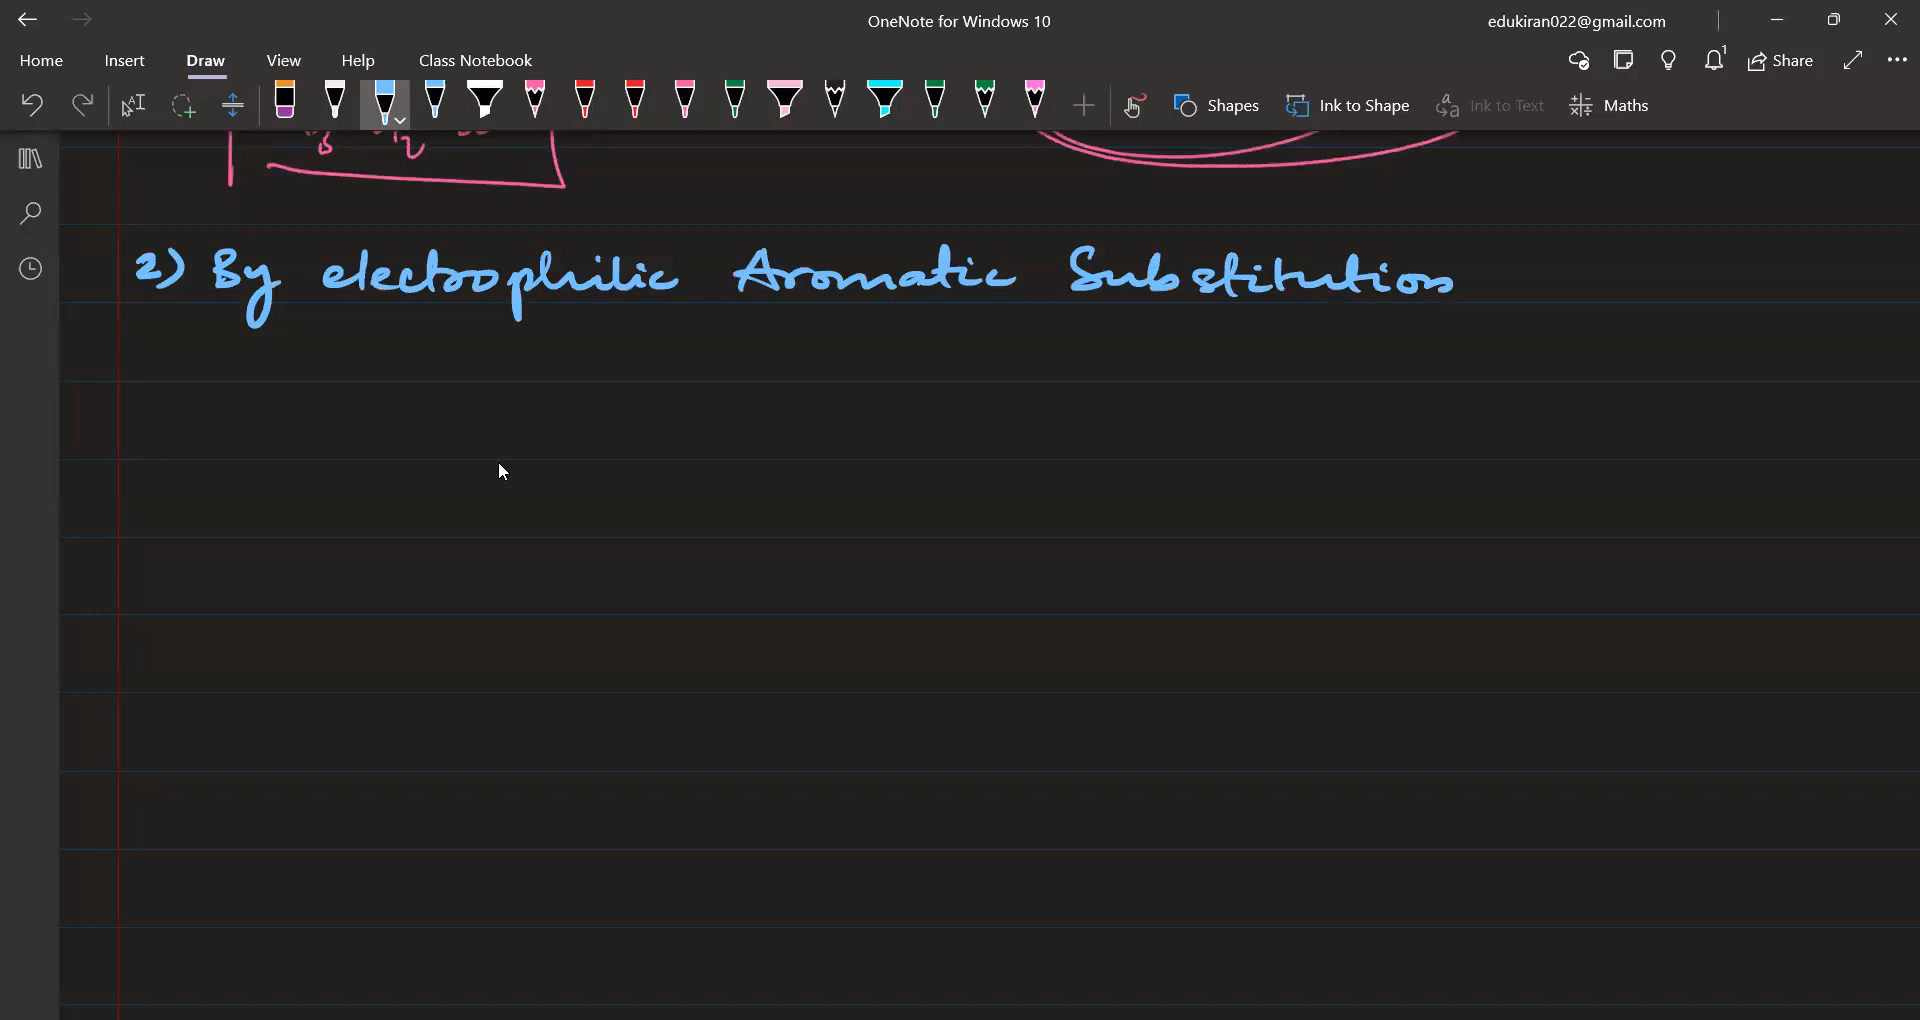 OneNote for Windows 10
edukiran022@gmail.com
Home Insert Draw View Help Class Notebook
1
Share
Shapes Ink to Shape Ink to Text Maths
2) By electrophilic Aromatic Substitution